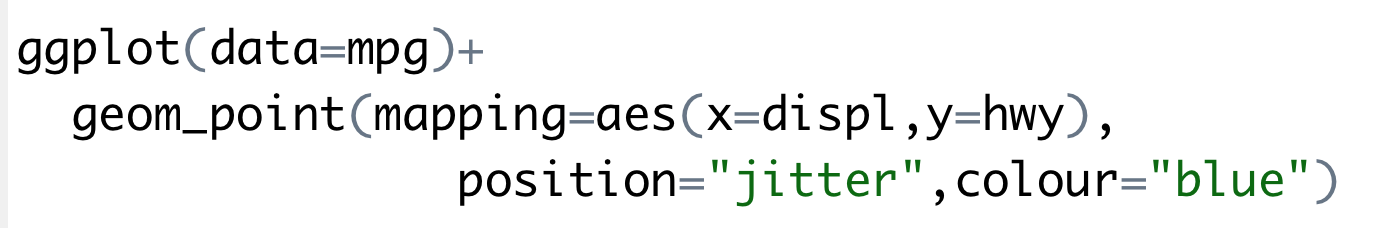 ggplot(data=mpg)+
  geom_point(mapping=aes(x=displ,y=hwy),
             position="jitter",colour="blue")